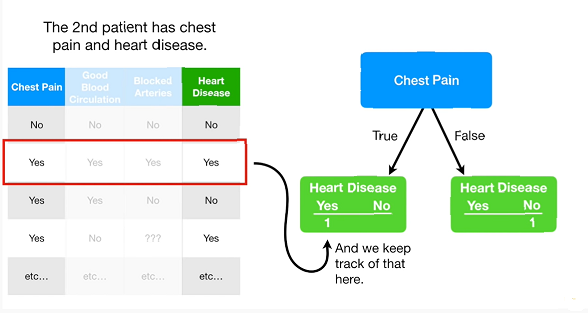 The 2nd patient has chest
pain and heart disease.
Chest Pain Good Blood Circulation Blocked Arteries Heart Disease
No No No No
Yes Yes Yes Yes
Yes Yes No No
Yes No ??? Yes
etc... etc... etc... etc...
Chest Pain
True False
Heart Disease
Yes No
1
Heart Disease
Yes No
1
And we keep
track of that
here.